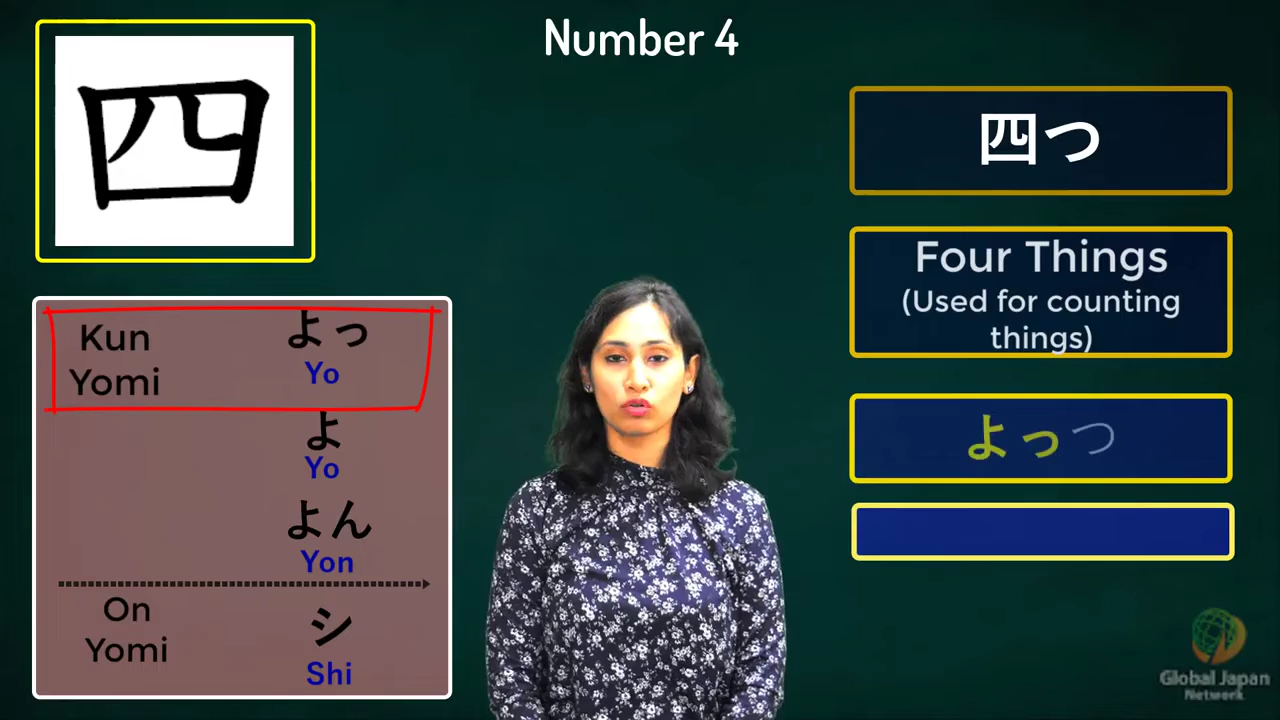 Number 4
四
Kun
Yomi
よっ
Yo
よ
Yo
よん
Yon
On
Yomi
シ
Shi
四つ
Four Things
(Used for counting
things)
よっつ
Global Japan
Network